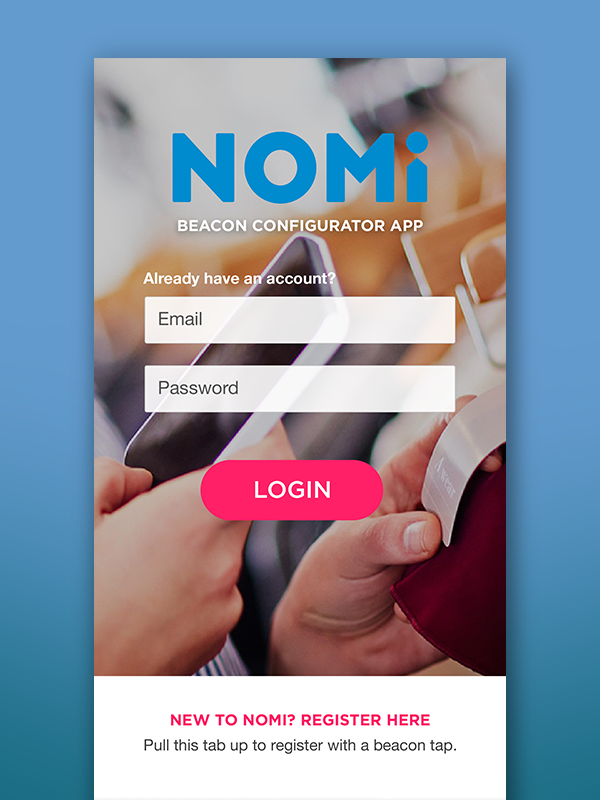 NOMi
BEACON CONFIGURATOR APP
Already have an account?
Email
Password
LOGIN
NEW TO NOMI? REGISTER HERE
Pull this tab up to register with a beacon tap.